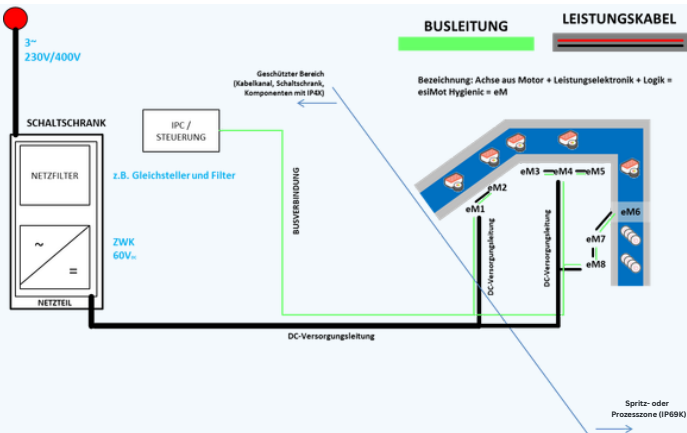 BUSLEITUNG
LEISTUNGSKABEL
3~
230V/400V
Geschützter Bereich
(Kabelkanal, Schaltschrank,
Komponenten mit IP4X)
Bezeichnung: Achse aus Motor + Leistungselektronik + Logik =
esiMot Hygienic = eM
SCHALTSCHRANK
IPC /
STEUERUNG
NETZFILTER
z.B. Gleichsteller und Filter
BUSVERBINDUNG
eM3
eM4
eM5
eM2
eM1
eM6
eM7
eM8
DC-Versorgungsleitung
DC-Versorgungsleitung
~
=
ZWK
60V=
NETZTEIL
DC-Versorgungsleitung
Spritz- oder
Prozesszone (IP69K)